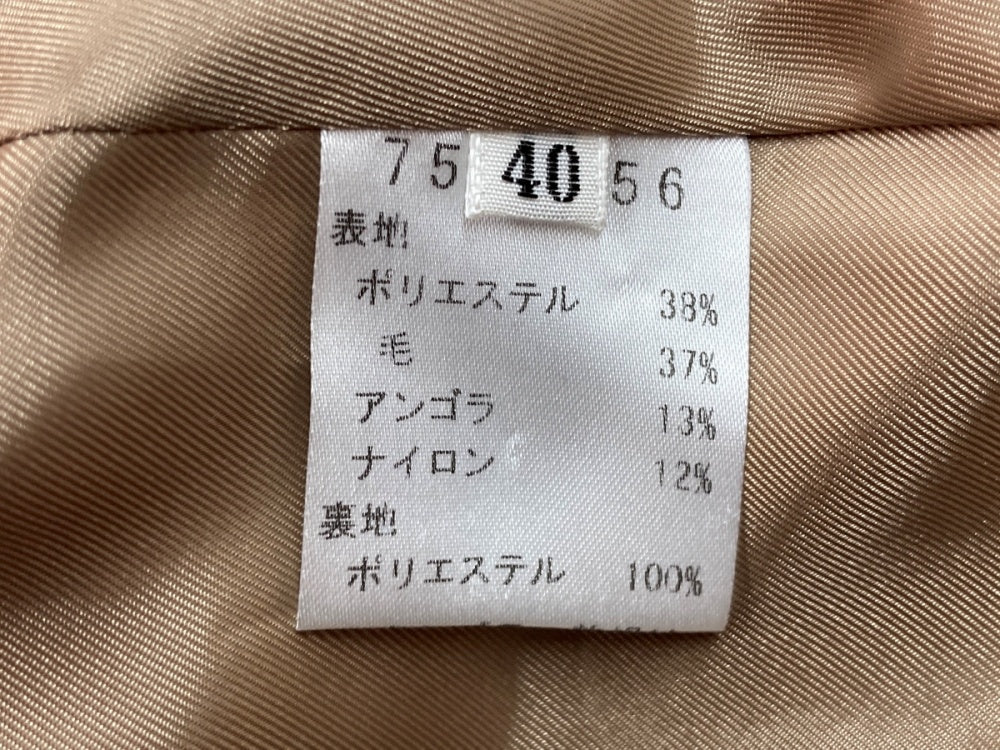 75 40 56
表地
ポリエステル 38%
毛 37%
アンゴラ 13%
ナイロン 12%
裏地
ポリエステル 100%